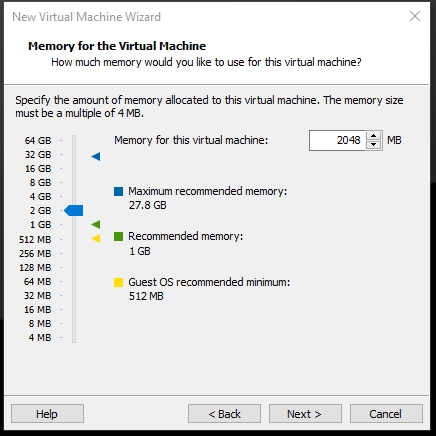 New Virtual Machine Wizard
Memory for the Virtual Machine
How much memory would you like to use for this virtual machine?
Specify the amount of memory allocated to this virtual machine. The memory size
must be a multiple of 4 MB.
Memory for this virtual machine: 2048 MB
64 GB
32 GB
16 GB
8 GB
4 GB
2 GB
1 GB
512 MB
256 MB
128 MB
64 MB
32 MB
16 MB
8 MB
4 MB
Maximum recommended memory:
27.8 GB
Recommended memory:
1 GB
Guest OS recommended minimum:
512 MB
Help
< Back
Next >
Cancel